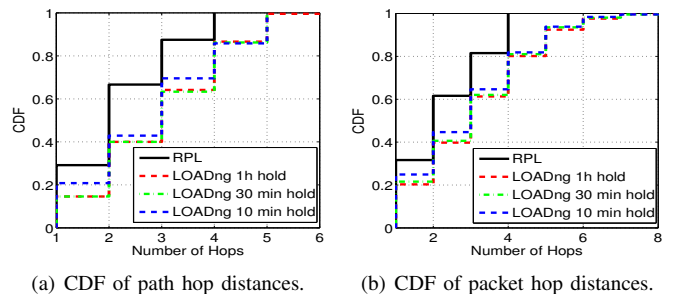 1
0.8
0.6
0.4
0.2
0
CDF
RPL
LOADng 1h hold
LOADng 30 min hold
LOADng 10 min hold
1 2 3 4 5 6
Number of Hops
(a) CDF of path hop distances.
1
0.8
0.6
0.4
0.2
0
CDF
RPL
LOADng 1h hold
LOADng 30 min hold
LOADng 10 min hold
2 4 6 8
Number of Hops
(b) CDF of packet hop distances.